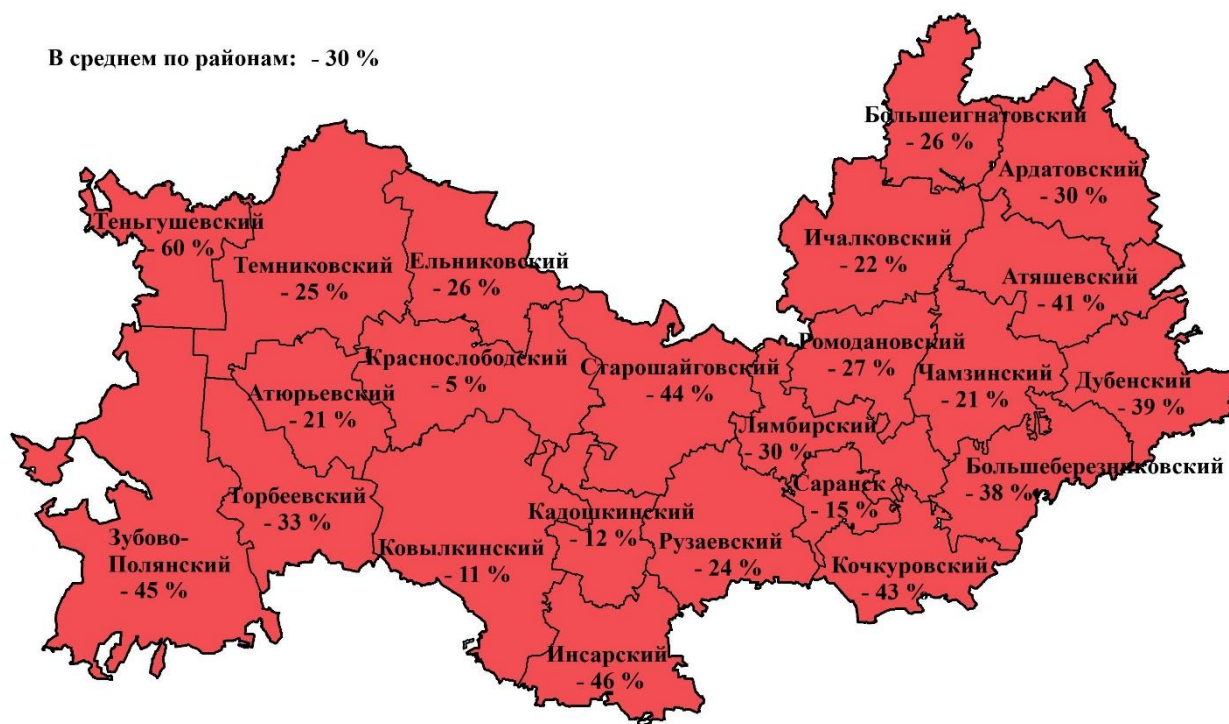 В среднем по районам: - 30 %
Большеигнатовский
- 26 %
Ардатовский
- 30 %
Теньгушевский
- 60 %
Ичалковский
- 22 %
Темниковский
- 25 %
Ельниковский
- 26 %
Атяшевский
- 41 %
Ромодановский
- 27 %
Краснослободский
- 5 %
Старошайговский
- 44 %
Чамзинский
- 21 %
Дубенский
- 39 %
Атюрьевский
- 21 %
Лямбирский
- 30 %
Большеберезниковский
- 38 %
Саранск
- 15 %
Торбеевский
- 33 %
Кадошкинский
- 12 %
Зубово-
Полянский
- 45 %
Ковылкинский
- 11 %
Рузаевский
- 24 %
Кочкуровский
- 43 %
Инсарский
- 46 %